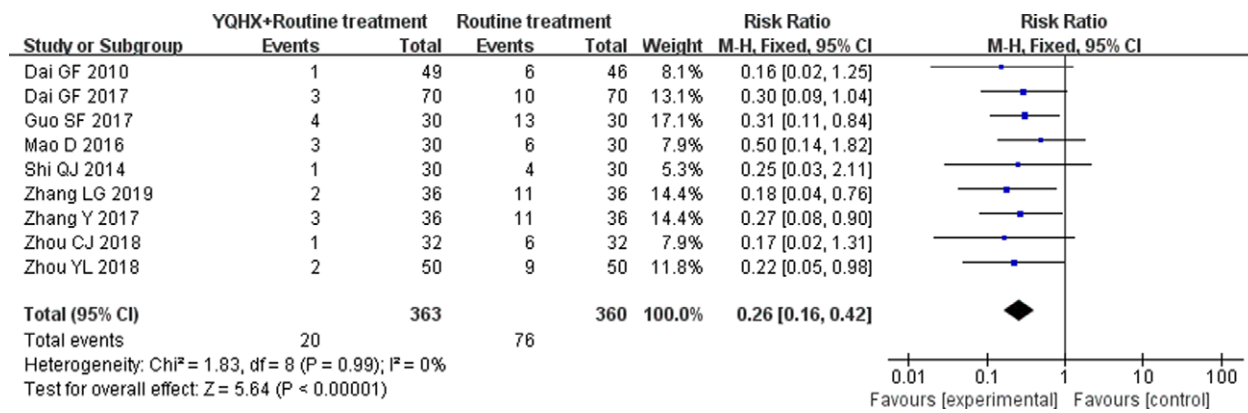 YQHX+Routine treatment Routine treatment Risk Ratio Risk Ratio
Study or Subgroup Events Total Events Total Weight M-H, Fixed, 95% CI M-H, Fixed, 95% CI
Dai GF 2010 1 49 6 46 8.1% 0.16 [0.02, 1.25]
Dai GF 2017 3 70 10 70 13.1% 0.30 [0.09, 1.04]
Guo SF 2017 4 30 13 30 17.1% 0.31 [0.11, 0.84]
Mao D 2016 3 30 6 30 7.9% 0.50 [0.14, 1.82]
Shi QJ 2014 1 30 4 30 5.3% 0.25 [0.03, 2.11]
Zhang LG 2019 2 36 11 36 14.4% 0.18 [0.04, 0.76]
Zhang Y 2017 3 36 11 36 14.4% 0.27 [0.08, 0.90]
Zhou CJ 2018 1 32 6 32 7.9% 0.17 [0.02, 1.31]
Zhou YL 2018 2 50 9 50 11.8% 0.22 [0.05, 0.98]
Total (95% CI) 363 360 100.0% 0.26 [0.16, 0.42]
Total events 20 76
Heterogeneity: Chi² = 1.83, df = 8 (P = 0.99); I² = 0%
Test for overall effect: Z = 5.64 (P < 0.00001)
0.01 0.1 1 10 100
Favours [experimental] Favours [control]